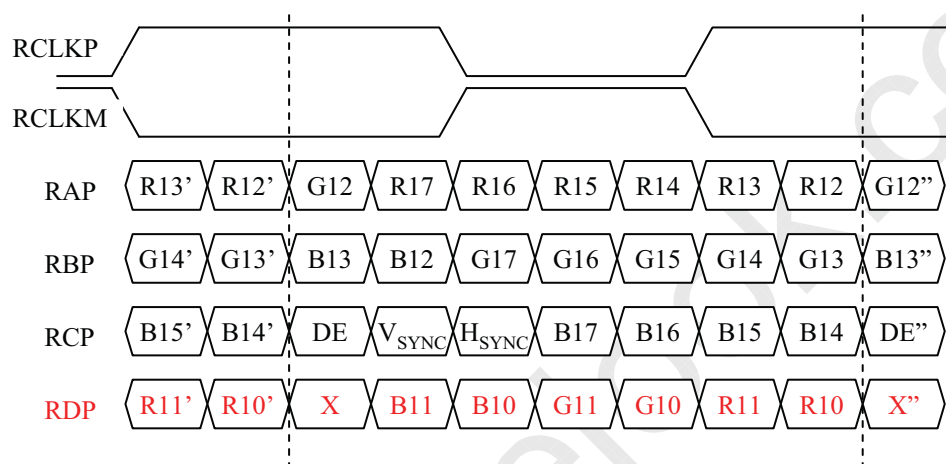 RCLKP
RCLKM
RAP R13' R12' G12 R17 R16 R15 R14 R13 R12 G12”
RBP G14' G13' B13 B12 G17 G16 G15 G14 G13 B13”
RCP B15' B14' DE VSYNC HSYNC B17 B16 B15 B14 DE”
RDP R11' R10' X B11 B10 G11 G10 R11 R10 X”